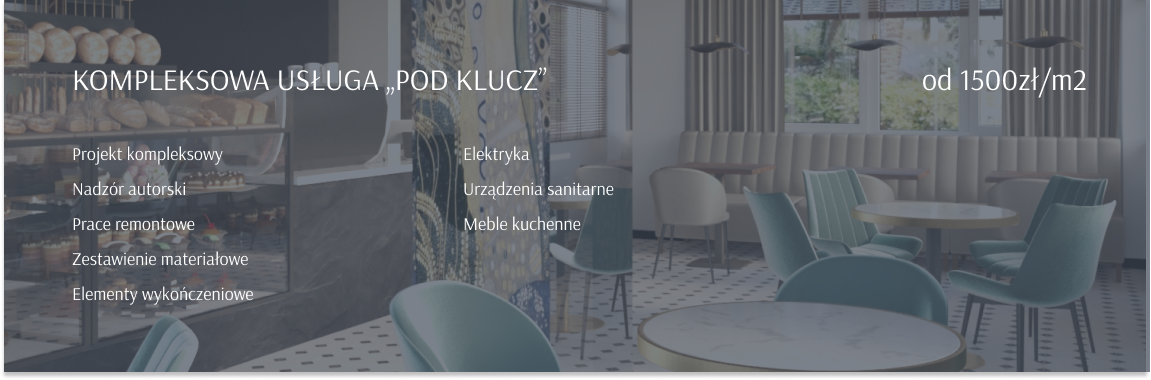 KOMPLEKSOWA USŁUGA „POD KLUCZ”
od 1500zł/m2
Projekt kompleksowy
Nadzór autorski
Prace remontowe
Zestawienie materiałowe
Elementy wykończeniowe
Elektryka
Urządzenia sanitarne
Meble kuchenne